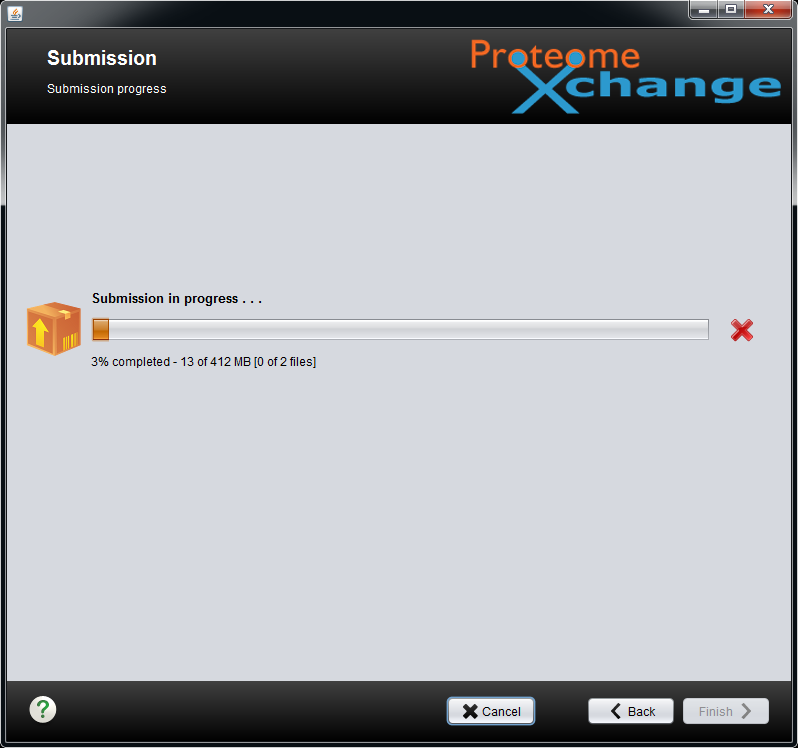 Submission
Submission progress
Proteome
Xchange
Submission in progress . . .
3% completed - 13 of 412 MB [0 of 2 files]
?
Cancel
Back
Finish